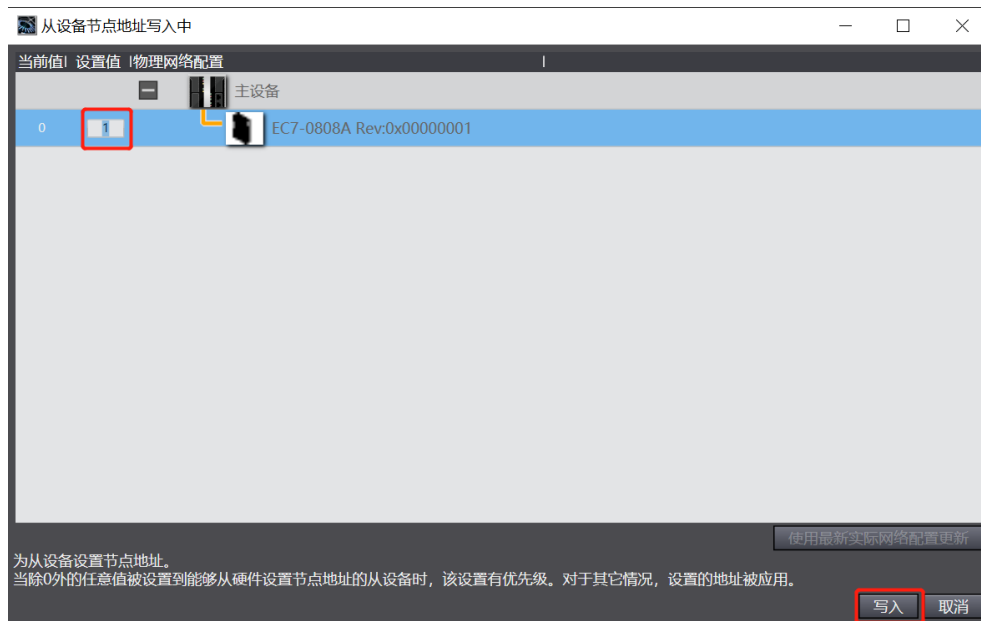 从设备节点地址写入中
当前值| 设置值 |物理网络配置 |
主设备
0 1 EC7-0808A Rev:0x00000001
使用最新实际网络配置更新
为从设备设置节点地址。
当除0外的任意值被设置到能够从硬件设置节点地址的从设备时，该设置有优先级。对于其它情况，设置的地址被应用。
写入 取消